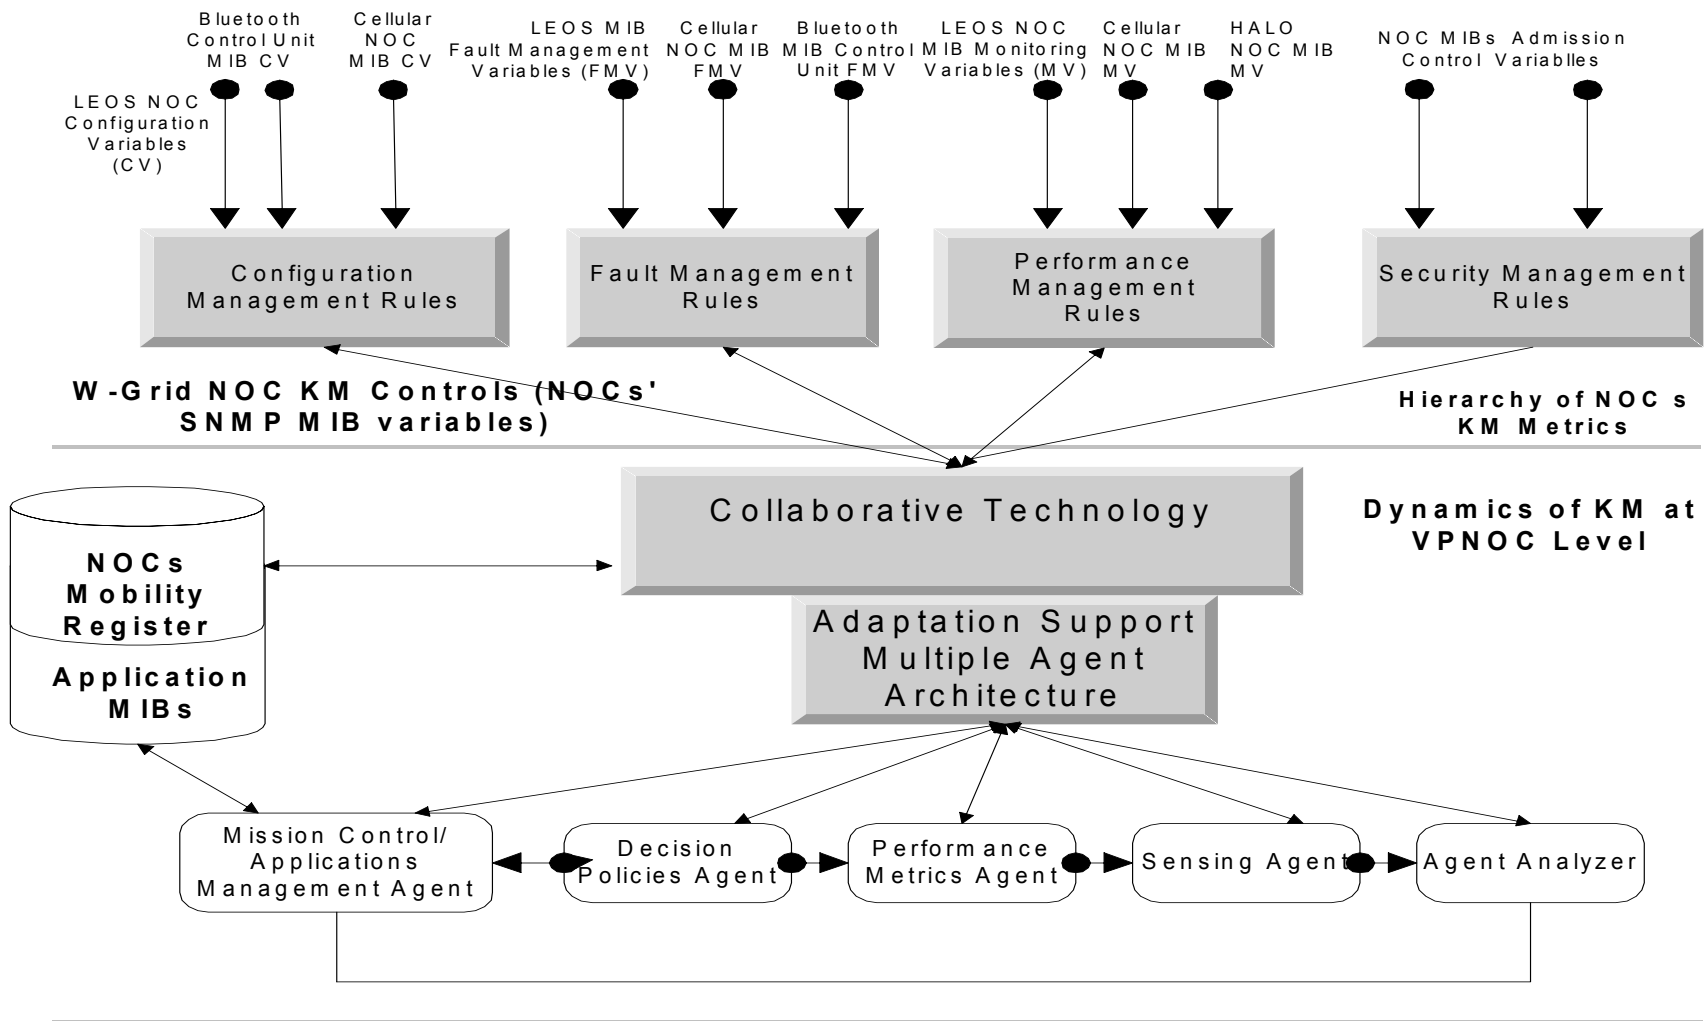 Bluetooth
Control Unit
MIB CV
Cellular
NOC
MIB CV
LEOS NOC
Configuration
Variables
(CV)
LEOS MIB
Fault Management
Variables (FMV)
Cellular
NOC MIB
FMV
Bluetooth
MIB Control
Unit FMV
LEOS NOC
MIB Monitoring
Variables (MV)
Cellular
NOC MIB
MV
HALO
NOC MIB
MV
NOC MIBs Admission
Control Variablles
Configuration
Management Rules
Fault Management
Rules
Performance
Management
Rules
Security Management
Rules
W-Grid NOC KM Controls (NOCs'
SNMP MIB variables)
Hierarchy of NOCs
KM Metrics
Collaborative Technology
Dynamics of KM at
VPNOC Level
NOCs
Mobility
Register
Application
MIBs
Adaptation Support
Multiple Agent
Architecture
Mission Control/
Applications
Management Agent
Decision
Policies Agent
Performance
Metrics Agent
Sensing Agent
Agent Analyzer